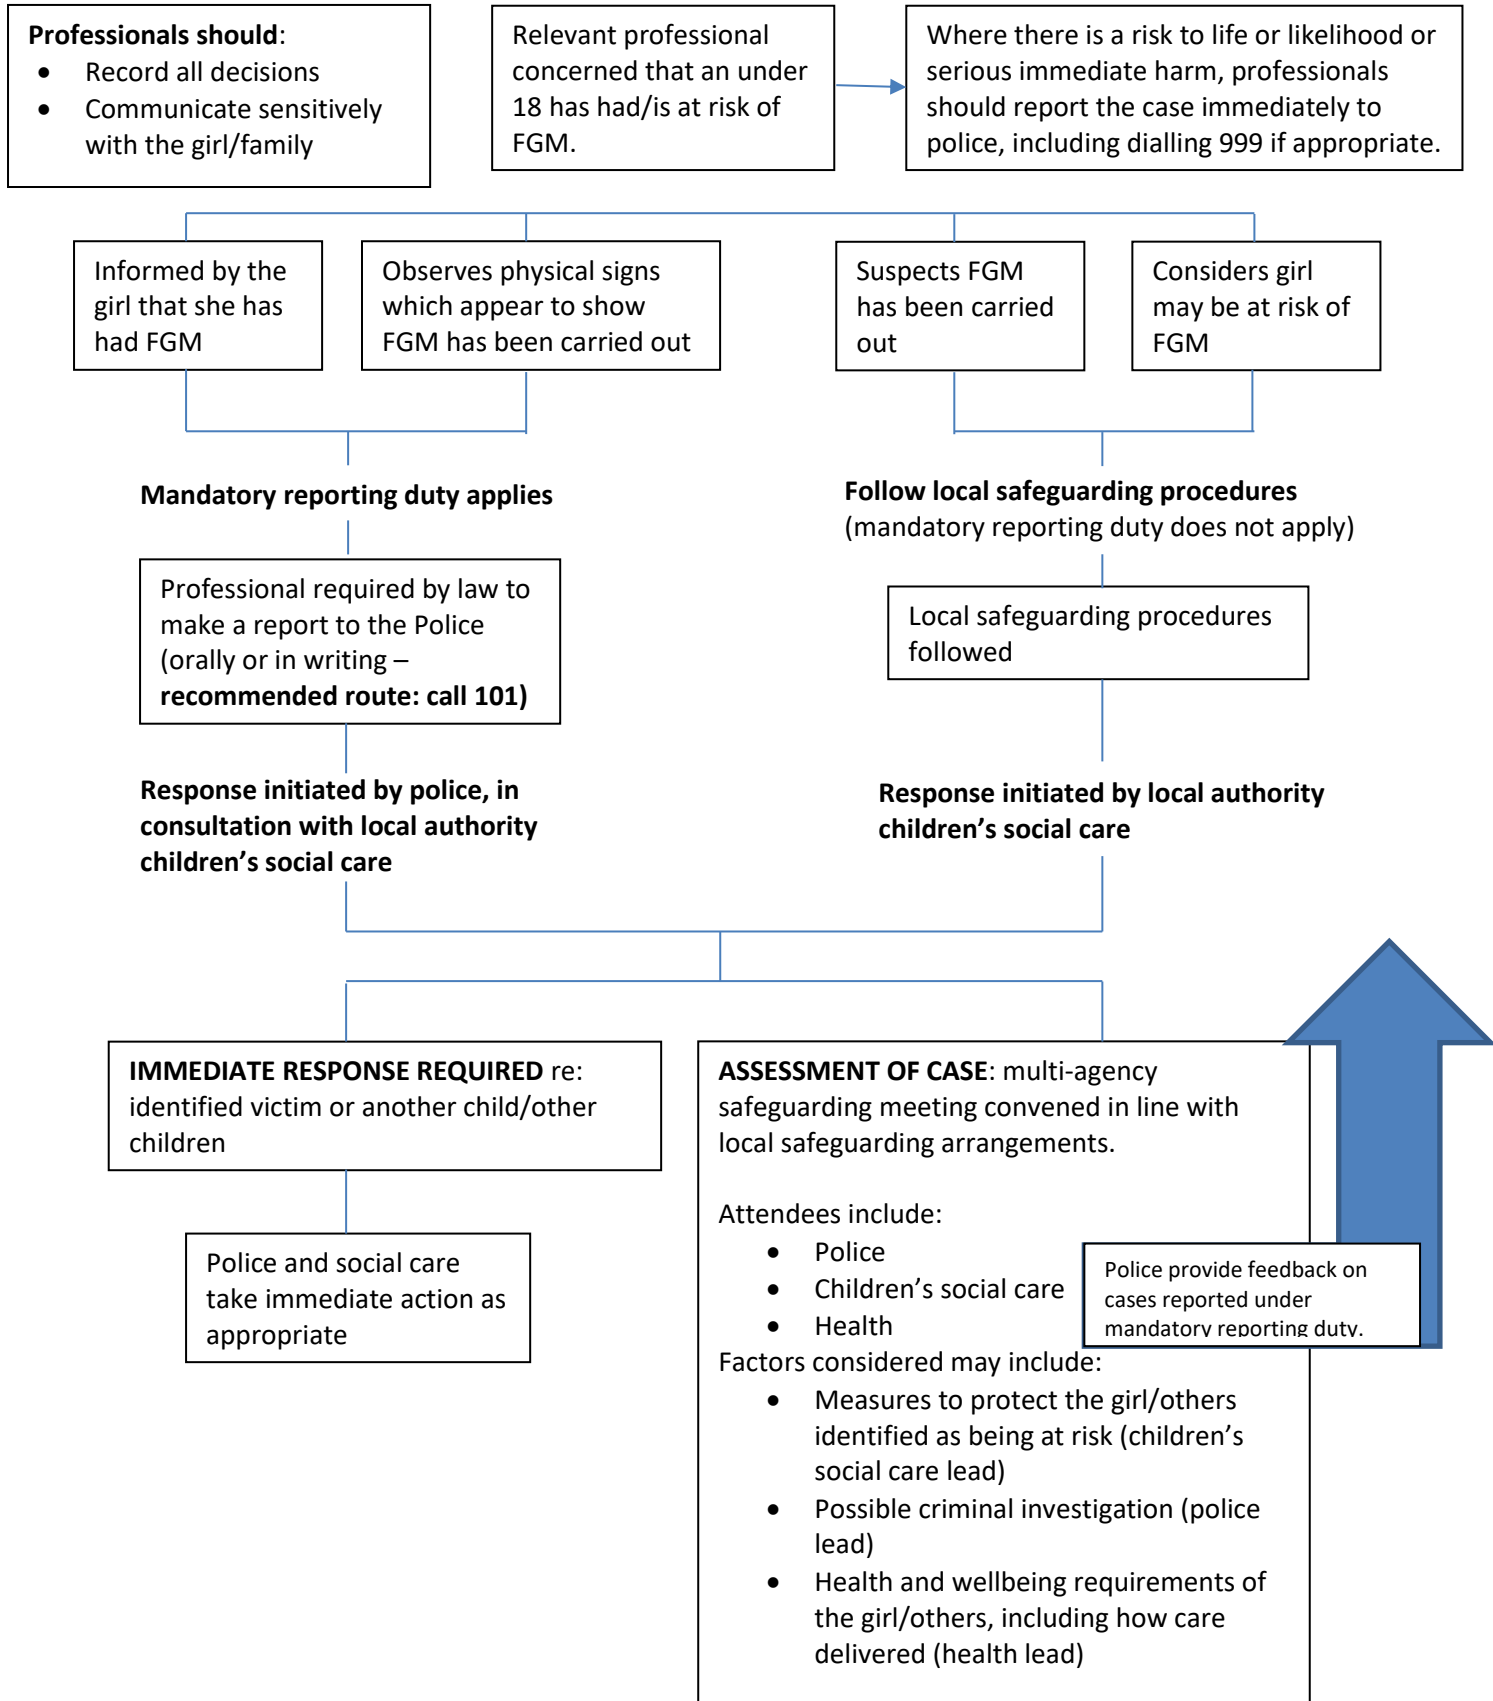 Professionals should:
• Record all decisions
• Communicate sensitively
with the girl/family
Relevant professional
concerned that an under
18 has had/is at risk of
FGM.
Where there is a risk to life or likelihood or
serious immediate harm, professionals
should report the case immediately to
police, including dialling 999 if appropriate.
Informed by the
girl that she has
had FGM
Observes physical signs
which appear to show
FGM has been carried out
Suspects FGM
has been carried
out
Considers girl
may be at risk of
FGM
Mandatory reporting duty applies
Follow local safeguarding procedures
(mandatory reporting duty does not apply)
Professional required by law to
make a report to the Police
(orally or in writing –
recommended route: call 101)
Local safeguarding procedures
followed
Response initiated by police, in
consultation with local authority
children’s social care
Response initiated by local authority
children’s social care
IMMEDIATE RESPONSE REQUIRED re:
identified victim or another child/other
children
Police and social care
take immediate action as
appropriate
ASSESSMENT OF CASE: multi-agency
safeguarding meeting convened in line with
local safeguarding arrangements.
Attendees include:
• Police
• Children’s social care
• Health
Police provide feedback on
cases reported under
mandatory reporting duty.
Factors considered may include:
• Measures to protect the girl/others
identified as being at risk (children’s
social care lead)
• Possible criminal investigation (police
lead)
• Health and wellbeing requirements of
the girl/others, including how care
delivered (health lead)